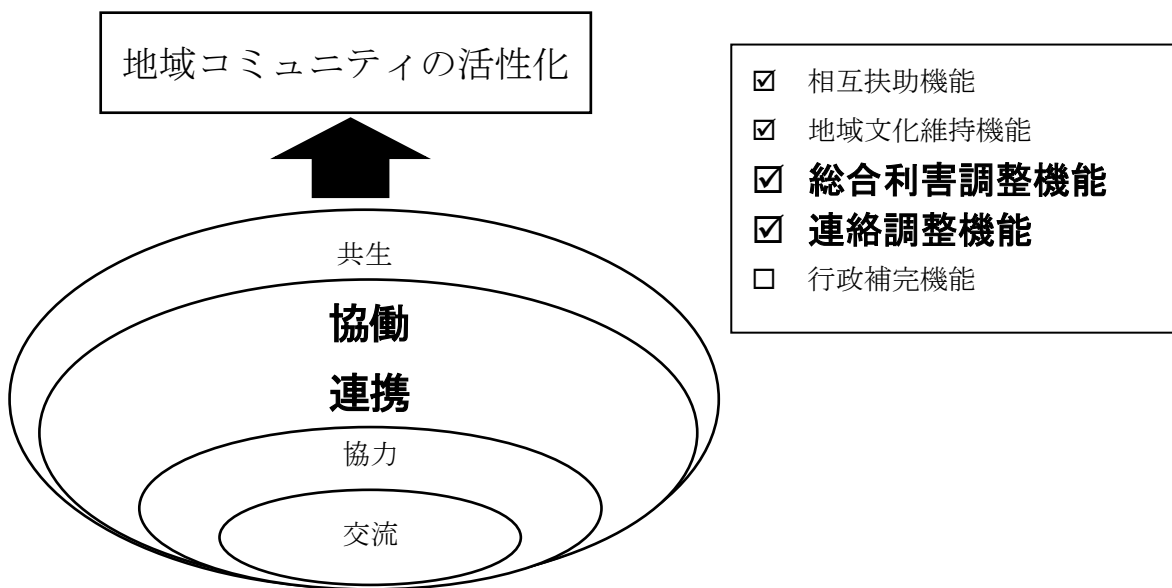 地域コミュニティの活性化
共生
協働
連携
協力
交流
☑ 相互扶助機能
☑ 地域文化維持機能
☑ 総合利害調整機能
☑ 連絡調整機能
☐ 行政補完機能